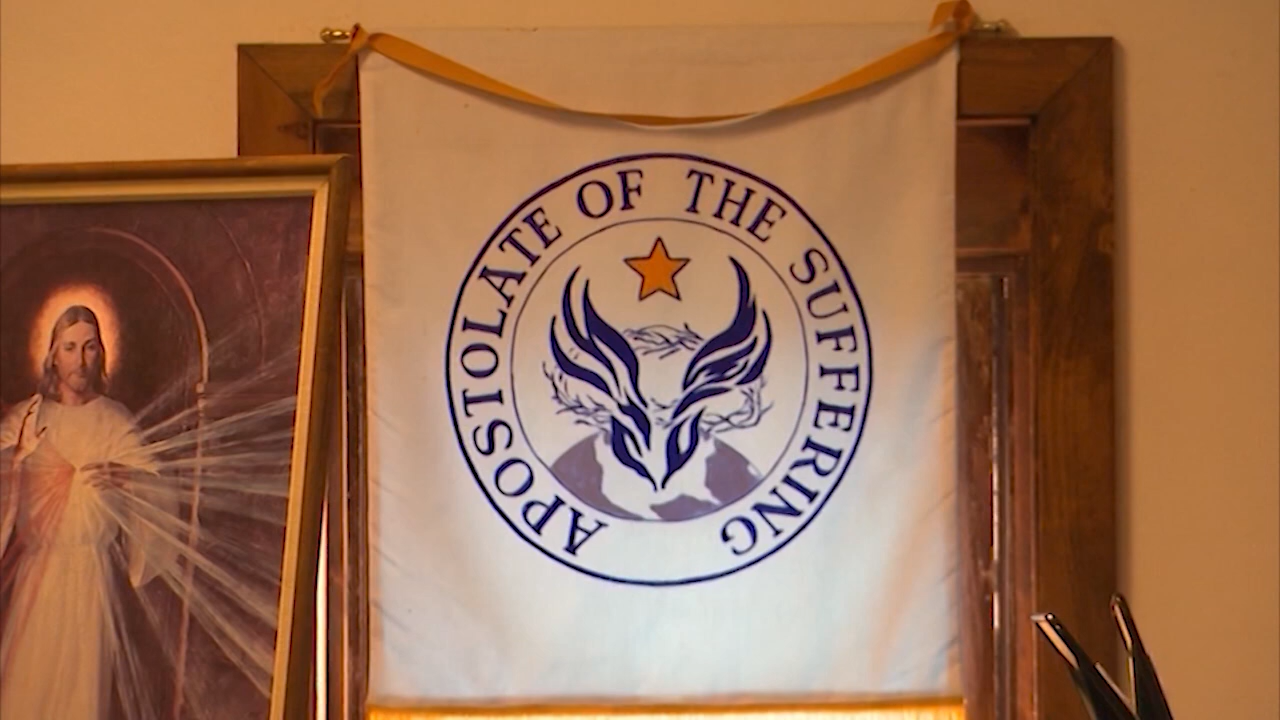 APOSTOLATE OF THE SUFFERING